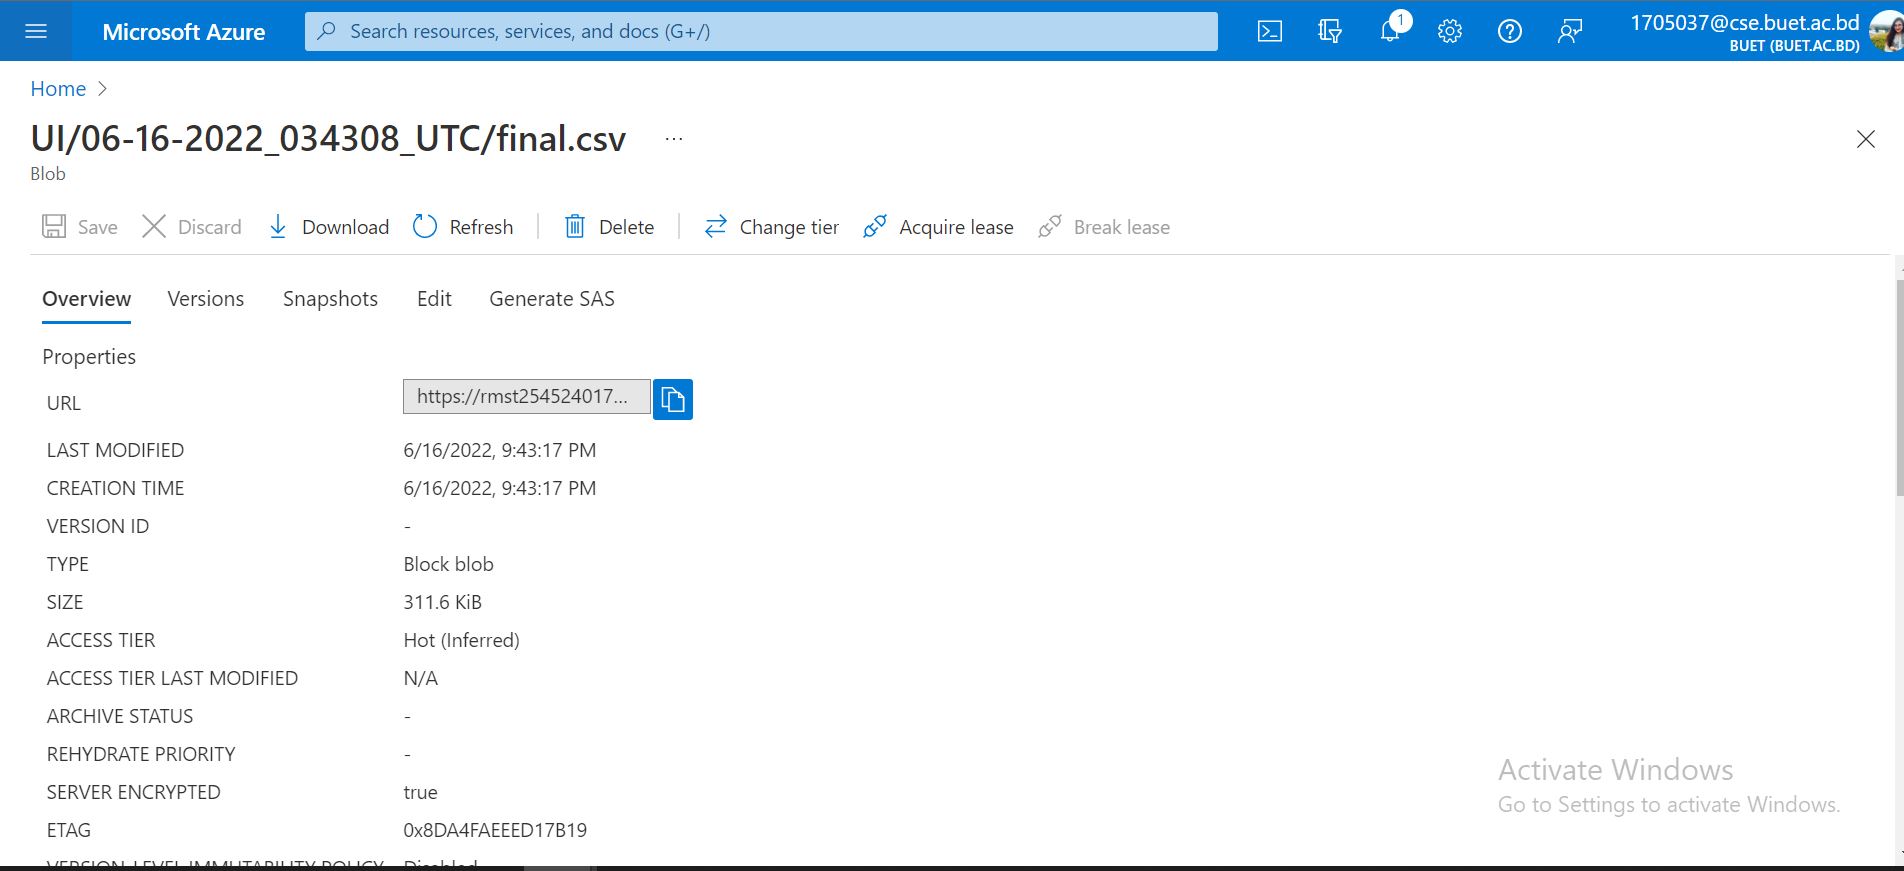 Microsoft Azure
Search resources, services, and docs (G+/)
1
1705037@cse.buet.ac.bd
BUET (BUET.AC.BD)
Home
UI/06-16-2022_034308_UTC/final.csv ...
Blob
Save Discard Download Refresh Delete Change tier Acquire lease Break lease
Overview Versions Snapshots Edit Generate SAS
Properties
URL https://rmst254524017...
LAST MODIFIED 6/16/2022, 9:43:17 PM
CREATION TIME 6/16/2022, 9:43:17 PM
VERSION ID -
TYPE Block blob
SIZE 311.6 KiB
ACCESS TIER Hot (Inferred)
ACCESS TIER LAST MODIFIED N/A
ARCHIVE STATUS -
REHYDRATE PRIORITY -
SERVER ENCRYPTED true
ETAG 0x8DA4FAEEED17B19
VERSION-LEVEL IMMUTABILITY POLICY Disabled
Activate Windows
Go to Settings to activate Windows.